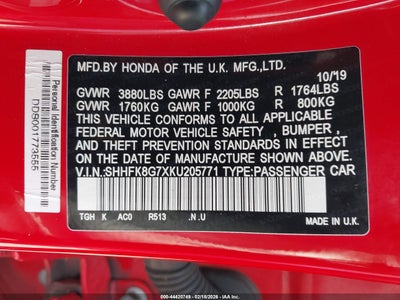 MFD.BY HONDA OF THE U.K. MFG.,LTD.
10/19
GVWR 3880LBS GAWR F 2205LBS R 1764LBS
GVWR 1760KG GAWR F 1000KG R 800KG
THIS VEHICLE CONFORMS TO ALL APPLICABLE
FEDERAL MOTOR VEHICLE SAFETY , BUMPER ,
AND THEFT PREVENTION STANDARDS IN EFFECT ON THE
DATE OF MANUFACTURE SHOWN ABOVE.
V.I.N.:SHHFK8G7XKU205771 TYPE:PASSENGER CAR
TGH K AC0 R513 .N.U
MADE IN U.K.
Personal Identification Number
DDS001773555
IN: 000-44420749 - 02/18/2026 - IAA Inc.